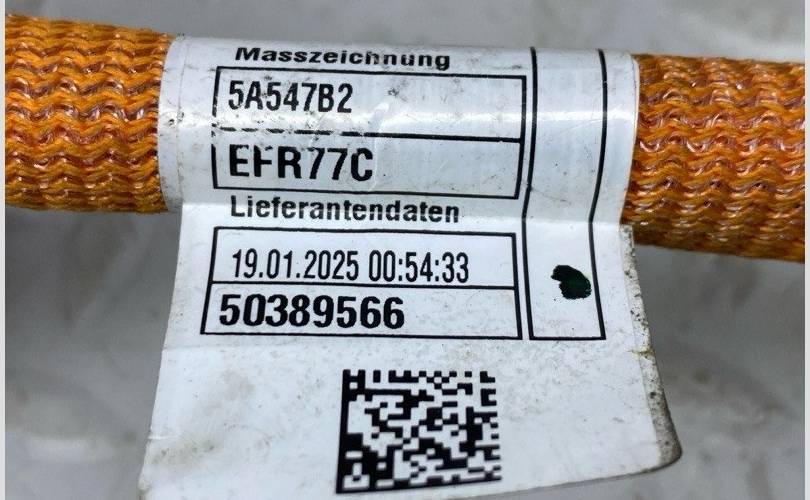 Masszeichnung
5A547B2
EFR77C
Lieferantendaten
19.01.2025 00:54:33
50389566